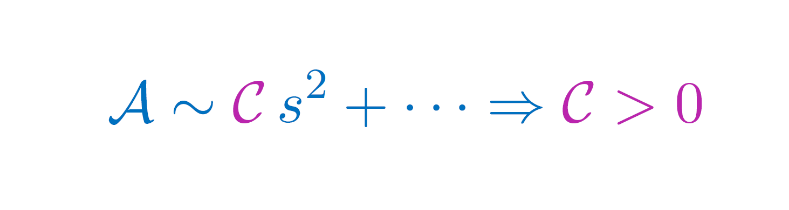 𝒜 ∼ 𝒞 s² + ⋯ ⇒ 𝒞 > 0